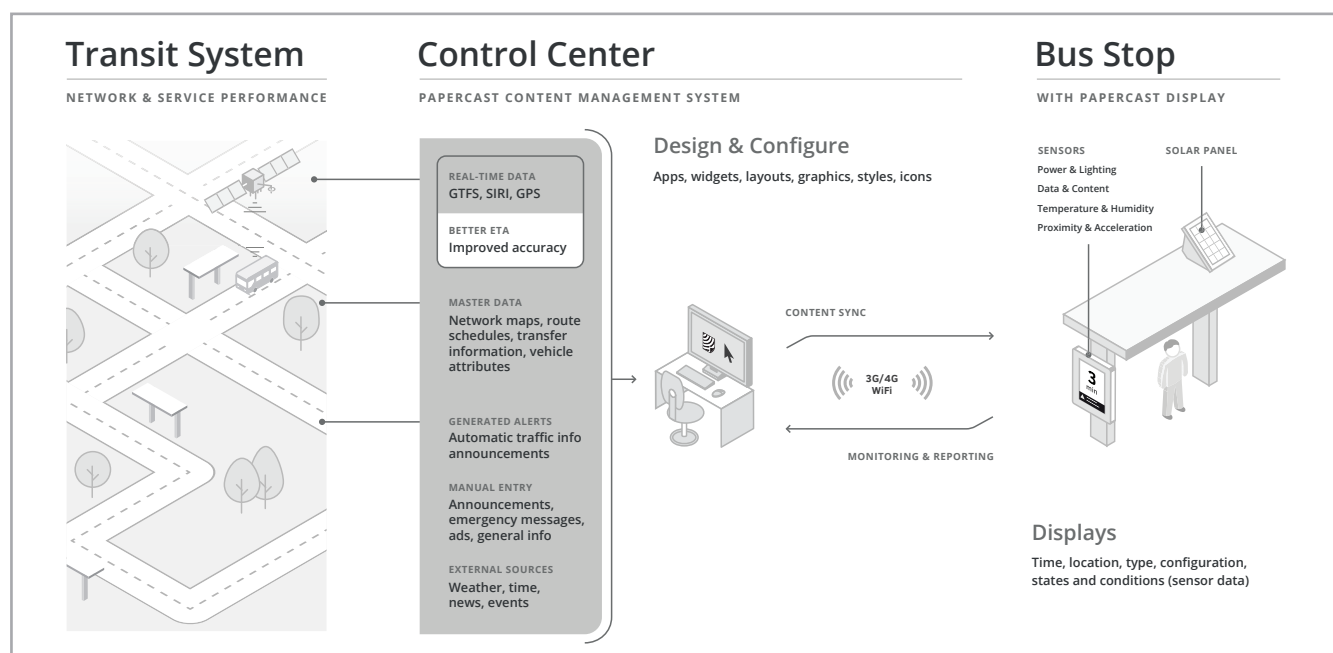 Transit System
NETWORK & SERVICE PERFORMANCE
Control Center
PAPERCAST CONTENT MANAGEMENT SYSTEM
REAL-TIME DATA
GTFS, SIRI, GPS
BETTER ETA
Improved accuracy
MASTER DATA
Network maps, route
schedules, transfer
information, vehicle
attributes
GENERATED ALERTS
Automatic traffic info
announcements
MANUAL ENTRY
Announcements,
emergency messages,
ads, general info
EXTERNAL SOURCES
Weather, time,
news, events
Design & Configure
Apps, widgets, layouts, graphics, styles, icons
CONTENT SYNC
3G/4G
WiFi
MONITORING & REPORTING
Bus Stop
WITH PAPERCAST DISPLAY
SENSORS
Power & Lighting
Data & Content
Temperature & Humidity
Proximity & Acceleration
SOLAR PANEL
3
min
Displays
Time, location, type, configuration,
states and conditions (sensor data)